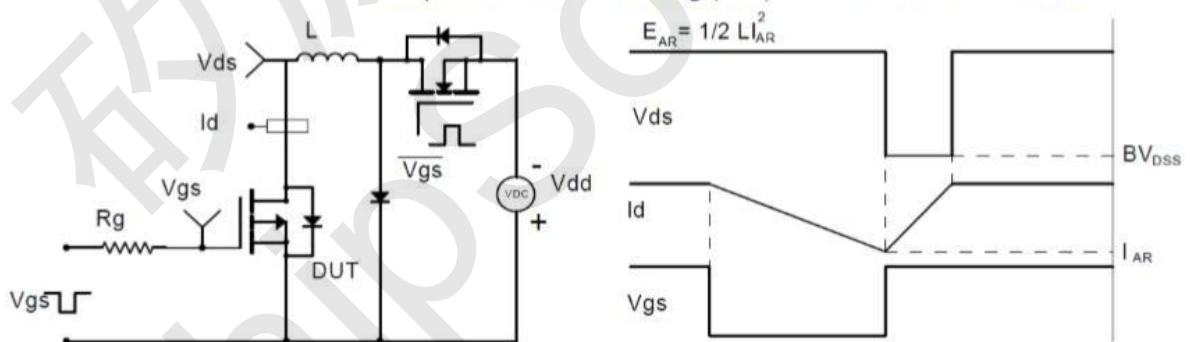 L
Vds
Id
Vgs
Vgs
Rg
DUT
Vgs
VDC
-
Vdd
+
E_AR = 1/2 LI_AR^2
Vds
BV_DSS
Id
I_AR
Vgs